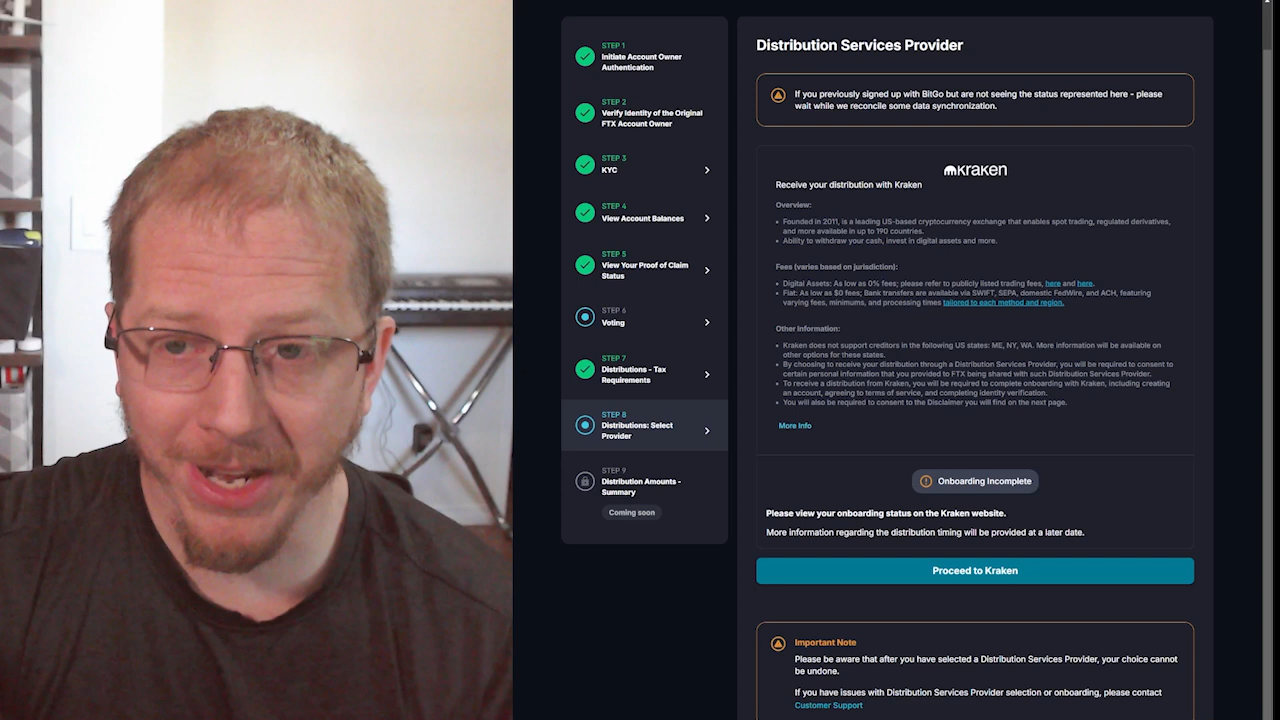 STEP 1
Initiate Account Owner
Authentication
STEP 2
Verify Identity of the Original
FTX Account Owner
STEP 3
KYC
STEP 4
View Account Balances
STEP 5
View Your Proof of Claim
Status
STEP 6
Voting
STEP 7
Distributions - Tax
Requirements
STEP 8
Distributions: Select
Provider
STEP 9
Distribution Amounts -
Summary
Coming soon
Distribution Services Provider
If you previously signed up with BitGo but are not seeing the status represented here - please
wait while we reconcile some data synchronization.
kraken
Receive your distribution with Kraken
Overview:
• Founded in 2011, is a leading US-based cryptocurrency exchange that enables spot trading, regulated derivatives,
and more available in up to 190 countries.
• Ability to withdraw your cash, invest in digital assets and more.
Fees (varies based on jurisdiction):
• Digital Assets: As low as 0% fees; please refer to publicly listed trading fees, here and here.
• Fiat: As low as $0 fees; Bank transfers are available via SWIFT, SEPA, domestic FedWire, and ACH, featuring
varying fees, minimums, and processing times tailored to each method and region.
Other Information:
• Kraken does not support creditors in the following US states: ME, NY, WA. More information will be available on
other options for these states.
• By choosing to receive your distribution through a Distribution Services Provider, you will be required to consent to
certain personal information that you provided to FTX being shared with such Distribution Services Provider.
• To receive a distribution from Kraken, you will be required to complete onboarding with Kraken, including creating
an account, agreeing to terms of service, and completing identity verification.
• You will also be required to consent to the Disclaimer you will find on the next page.
More Info
Onboarding Incomplete
Please view your onboarding status on the Kraken website.
More information regarding the distribution timing will be provided at a later date.
Proceed to Kraken
Important Note
Please be aware that after you have selected a Distribution Services Provider, your choice cannot
be undone.
If you have issues with Distribution Services Provider selection or onboarding, please contact
Customer Support